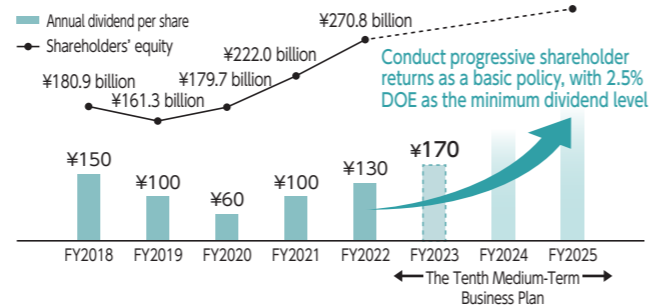 Annual dividend per share
Shareholders' equity
¥180.9 billion
¥161.3 billion
¥179.7 billion
¥222.0 billion
¥270.8 billion
Conduct progressive shareholder
returns as a basic policy, with 2.5%
DOE as the minimum dividend level
¥150
¥100
¥60
¥100
¥130
¥170
FY2018
FY2019
FY2020
FY2021
FY2022
FY2023
FY2024
FY2025
The Tenth Medium-Term
Business Plan